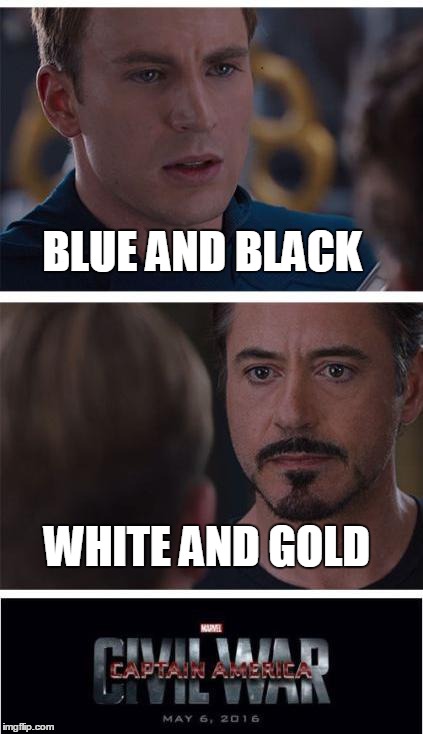 BLUE AND BLACK
WHITE AND GOLD
MARVEL
CIVIL WAR
CAPTAIN AMERICA
MAY 6, 2016
imgflip.com